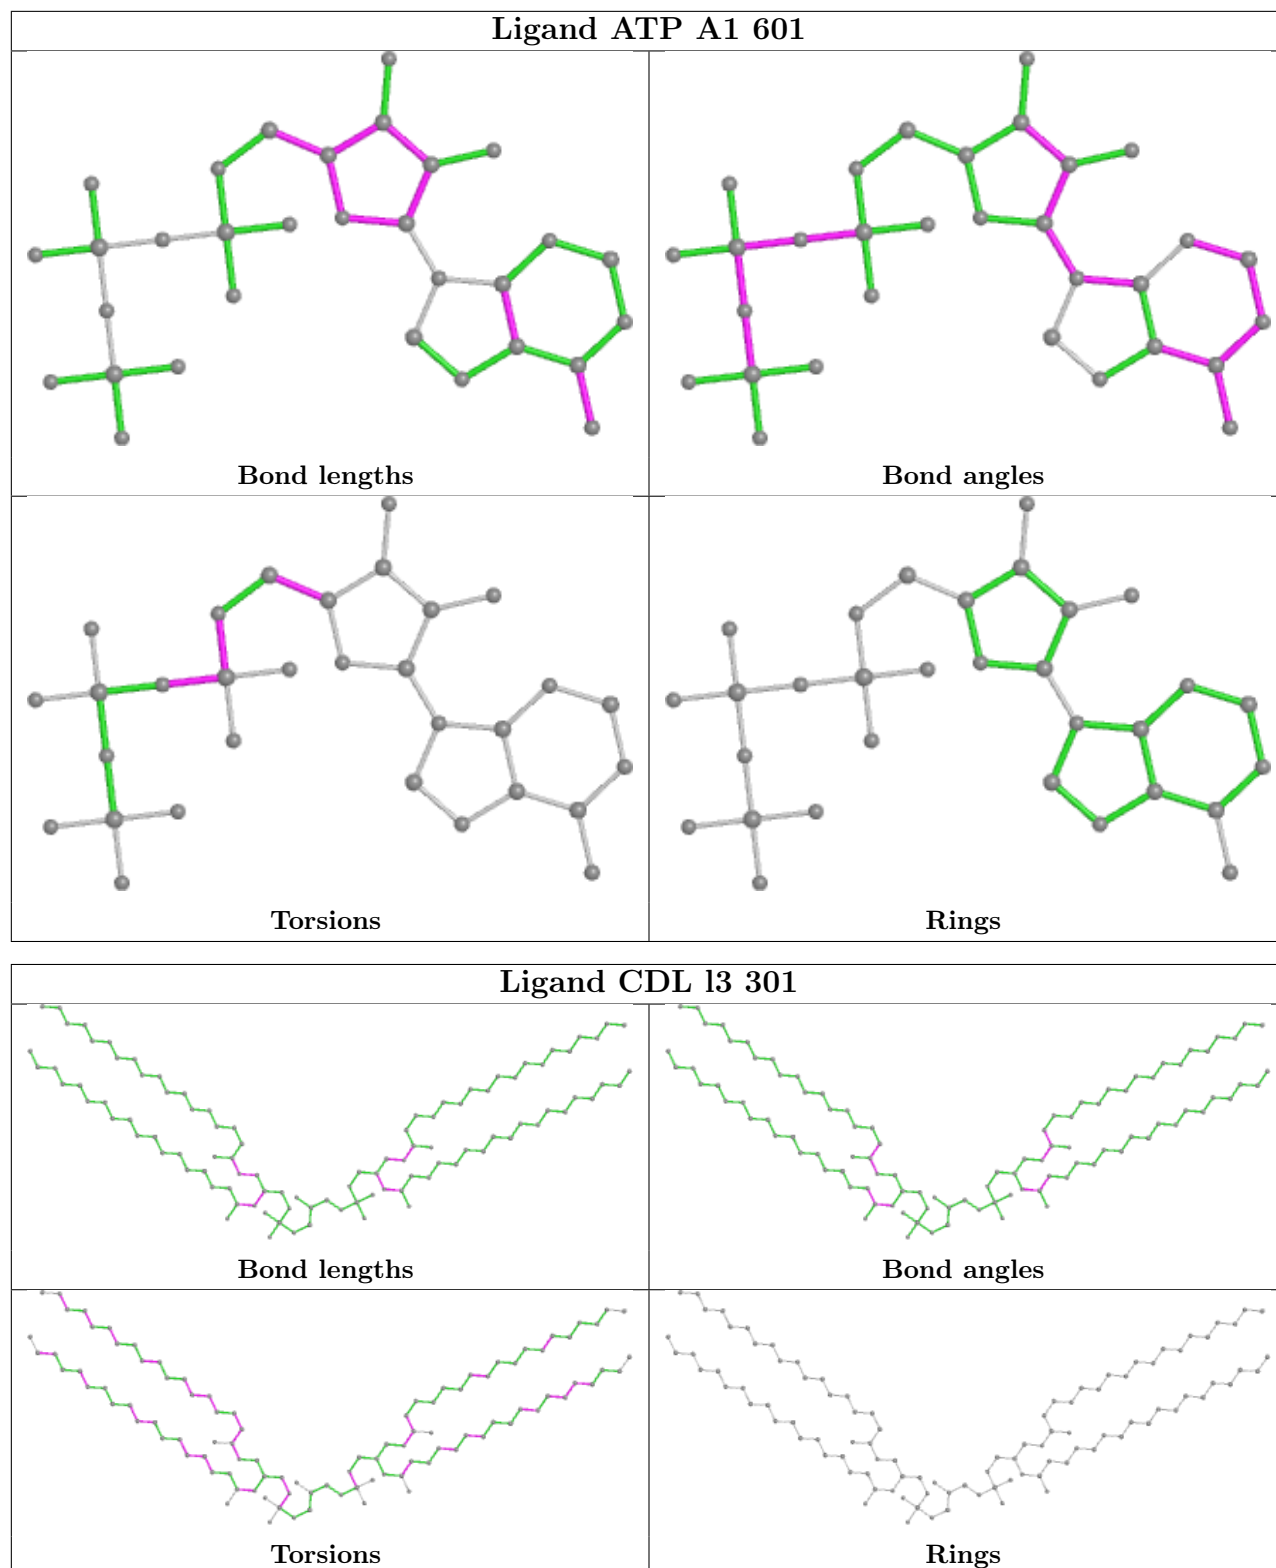 Ligand ATP A1 601
Bond lengths
Bond angles
Torsions
Rings
Ligand CDL l3 301
Bond lengths
Bond angles
Torsions
Rings